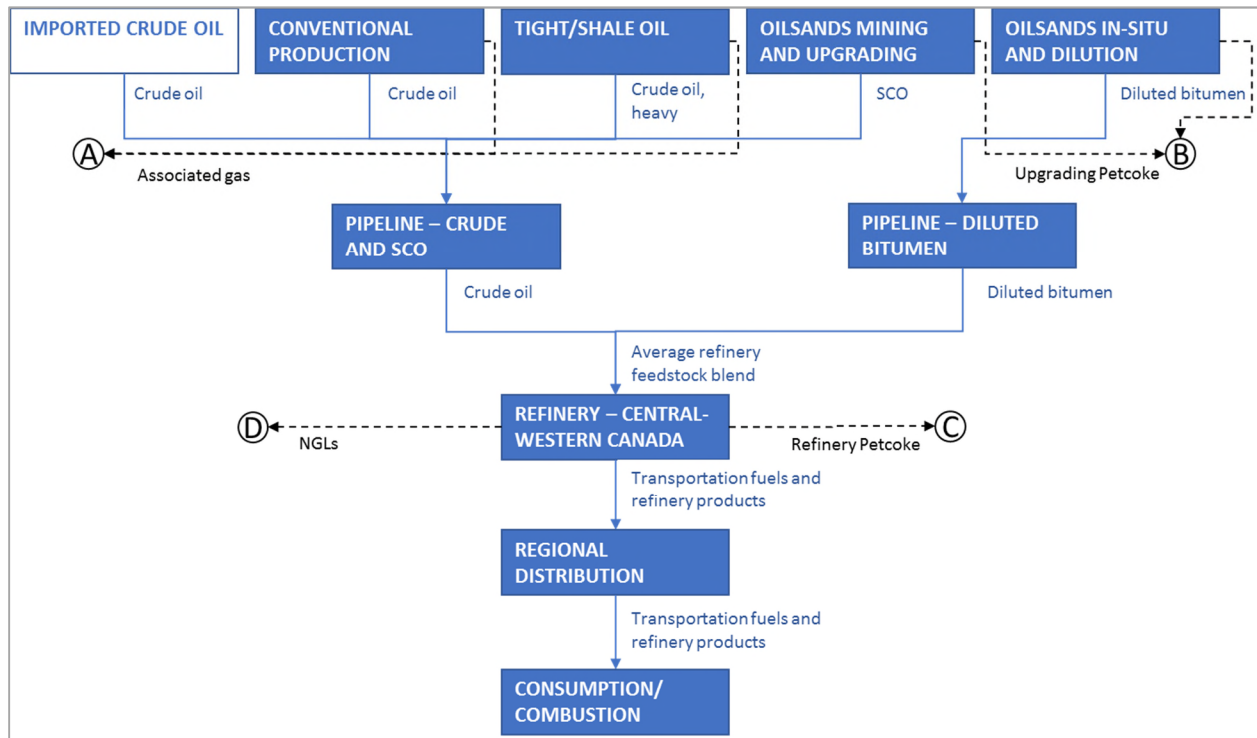 IMPORTED CRUDE OIL
CONVENTIONAL
PRODUCTION
TIGHT/SHALE OIL
OILSANDS MINING
AND UPGRADING
OILSANDS IN-SITU
AND DILUTION
Crude oil
Crude oil
Crude oil,
heavy
SCO
Diluted bitumen
A
Associated gas
Upgrading Petcoke
B
PIPELINE – CRUDE
AND SCO
PIPELINE – DILUTED
BITUMEN
Crude oil
Diluted bitumen
Average refinery
feedstock blend
D
NGLs
REFINERY – CENTRAL-
WESTERN CANADA
Refinery Petcoke
C
Transportation fuels and
refinery products
REGIONAL
DISTRIBUTION
Transportation fuels and
refinery products
CONSUMPTION/
COMBUSTION